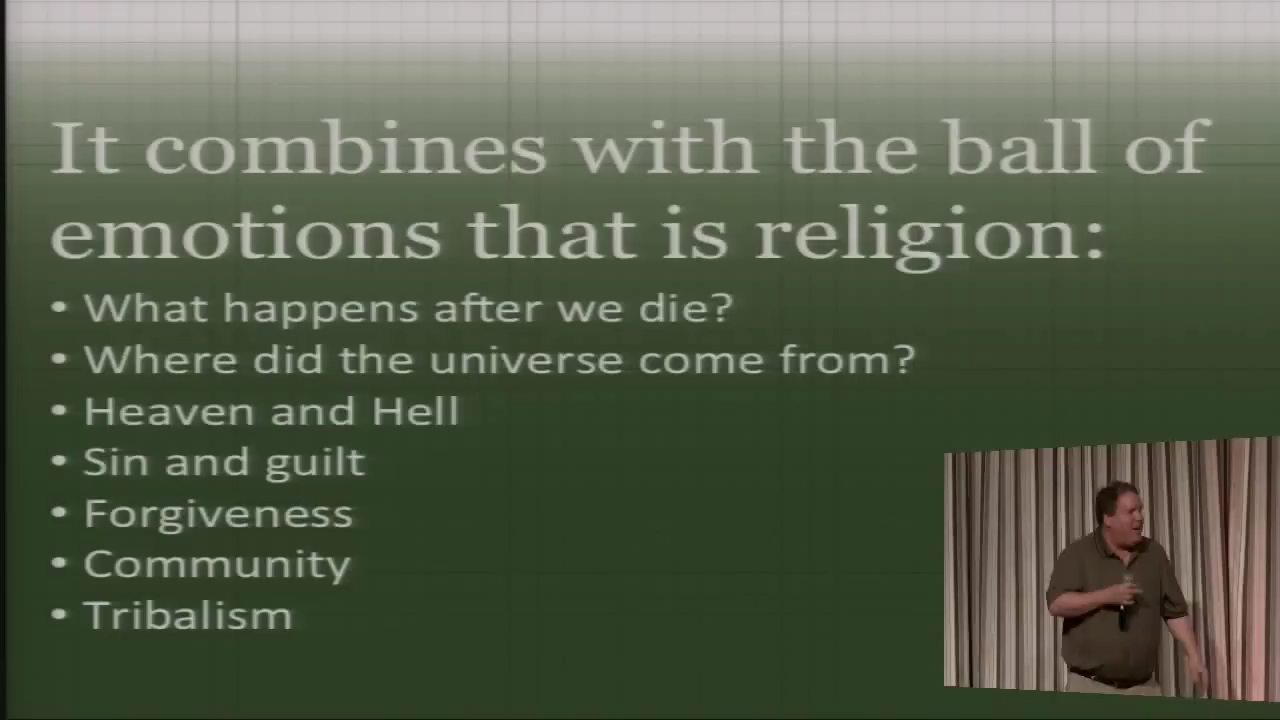 It combines with the ball of
emotions that is religion:
• What happens after we die?
• Where did the universe come from?
• Heaven and Hell
• Sin and guilt
• Forgiveness
• Community
• Tribalism